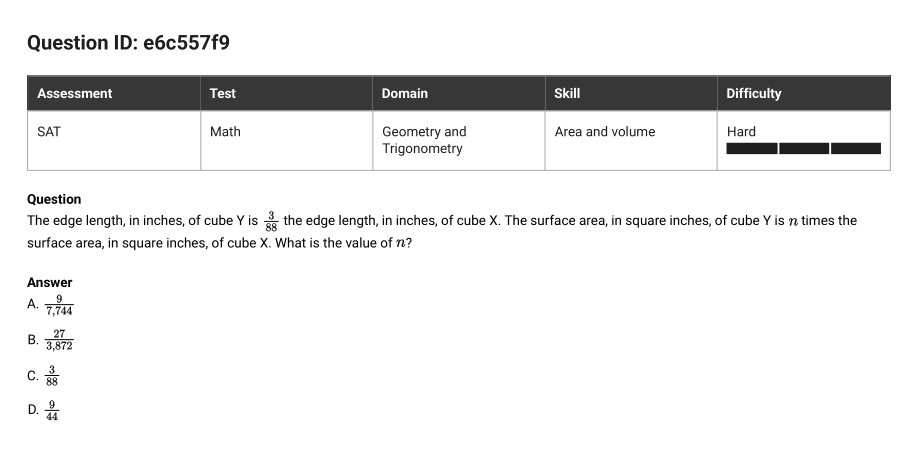 Question ID: e6c557f9
Assessment Test Domain Skill Difficulty
SAT Math Geometry and Trigonometry Area and volume Hard
Question
The edge length, in inches, of cube Y is 3/88 the edge length, in inches, of cube X. The surface area, in square inches, of cube Y is n times the
surface area, in square inches, of cube X. What is the value of n?
Answer
A. 9/7,744
B. 27/3,872
C. 3/88
D. 9/44